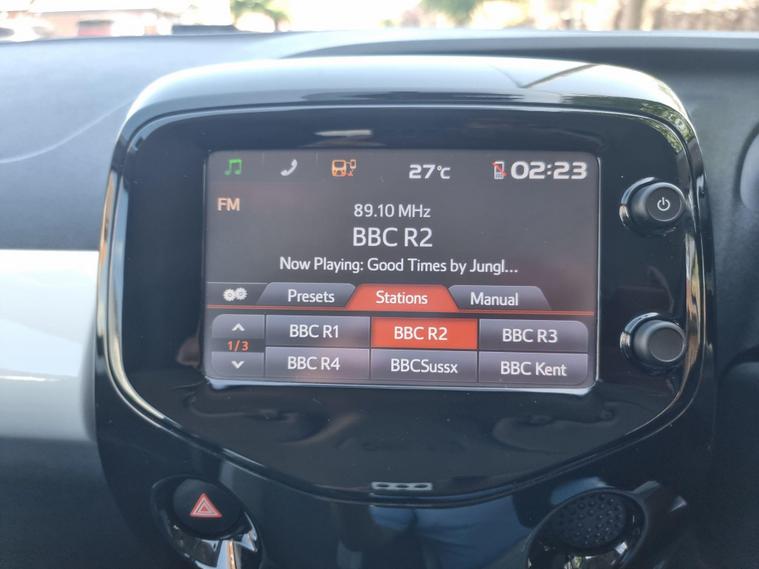 27°C 02:23
FM
89.10 MHz
BBC R2
Now Playing: Good Times by Jungl...
Presets Stations Manual
BBC R1 BBC R2 BBC R3
1/3
BBC R4 BBCSussx BBC Kent